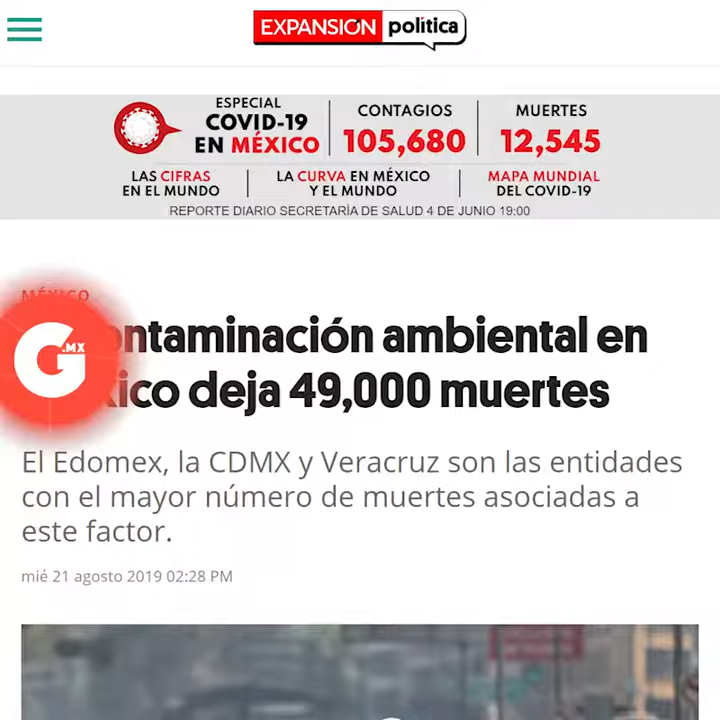 EXPANSIÓN política
ESPECIAL
COVID-19
EN MÉXICO
CONTAGIOS
105,680
MUERTES
12,545
LAS CIFRAS
EN EL MUNDO
LA CURVA EN MÉXICO
Y EL MUNDO
MAPA MUNDIAL
DEL COVID-19
REPORTE DIARIO SECRETARÍA DE SALUD 4 DE JUNIO 19:00
MÉXICO
G.MX
ontaminación ambiental en
ico deja 49,000 muertes
El Edomex, la CDMX y Veracruz son las entidades
con el mayor número de muertes asociadas a
este factor.
mié 21 agosto 2019 02:28 PM